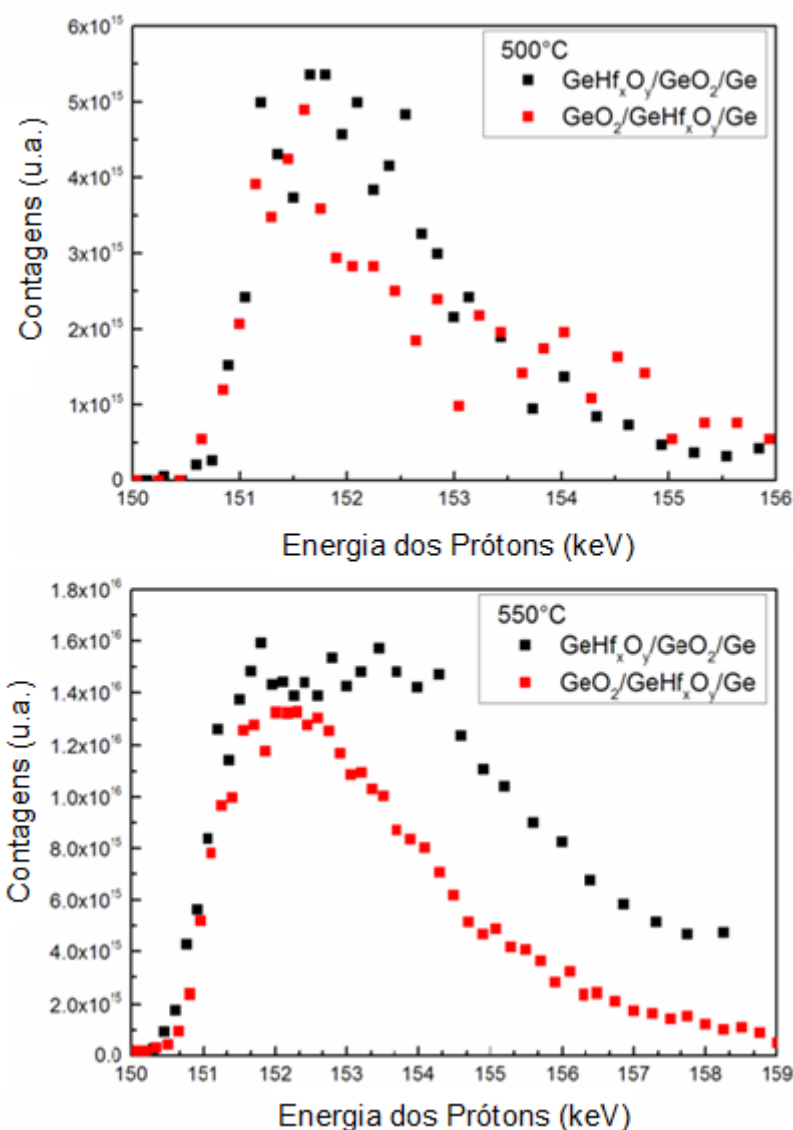 6x10¹⁵
5x10¹⁵
4x10¹⁵
3x10¹⁵
2x10¹⁵
1x10¹⁵
0
Contagens (u.a.)
500°C
GeHfₓOᵧ/GeO₂/Ge
GeO₂/GeHfₓOᵧ/Ge
150 151 152 153 154 155 156
Energia dos Prótons (keV)
1.8x10¹⁶
1.6x10¹⁶
1.4x10¹⁶
1.2x10¹⁶
1.0x10¹⁶
8.0x10¹⁵
6.0x10¹⁵
4.0x10¹⁵
2.0x10¹⁵
0.0
Contagens (u.a.)
550°C
GeHfₓOᵧ/GeO₂/Ge
GeO₂/GeHfₓOᵧ/Ge
150 151 152 153 154 155 156 157 158 159
Energia dos Prótons (keV)